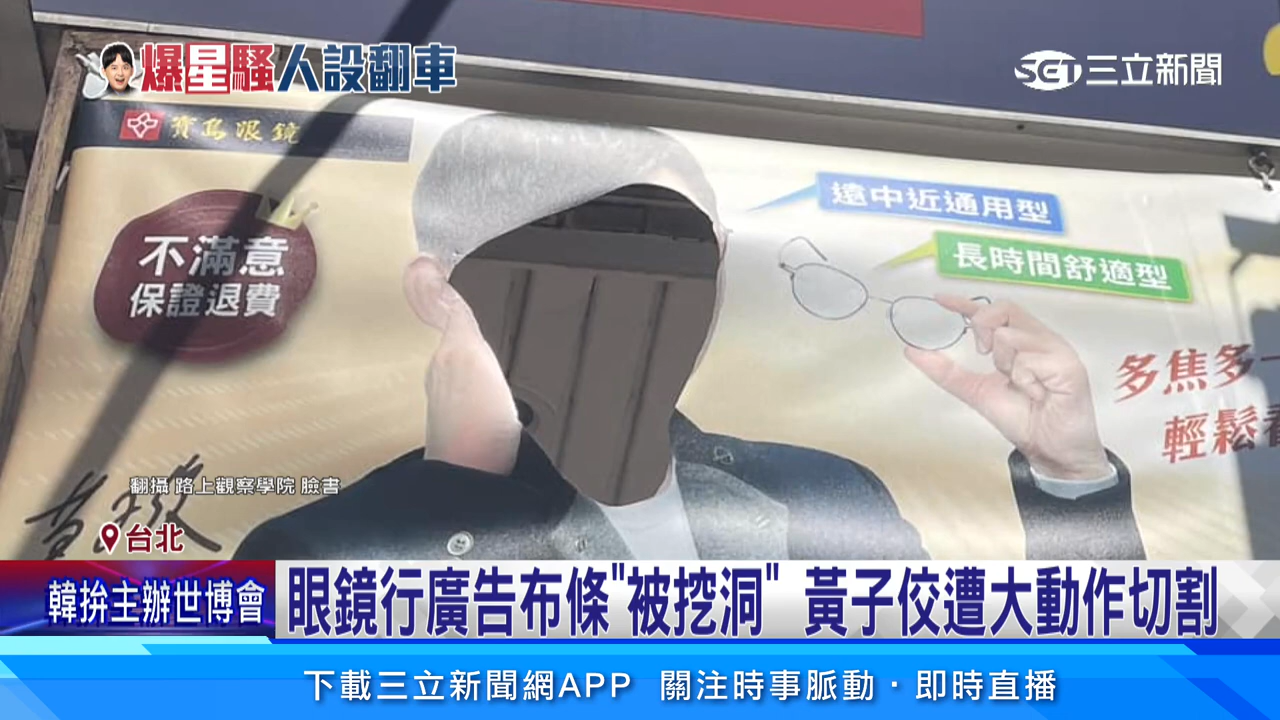 爆星騷人設翻車
SET三立新聞
寶島眼鏡
不滿意
保證退費
遠中近通用型
長時間舒適型
多焦多一
輕鬆看
翻攝 路上觀察學院 臉書
台北
韓拚主辦世博會
眼鏡行廣告布條"被挖洞" 黃子佼遭大動作切割
下載三立新聞網APP 關注時事脈動・即時直播